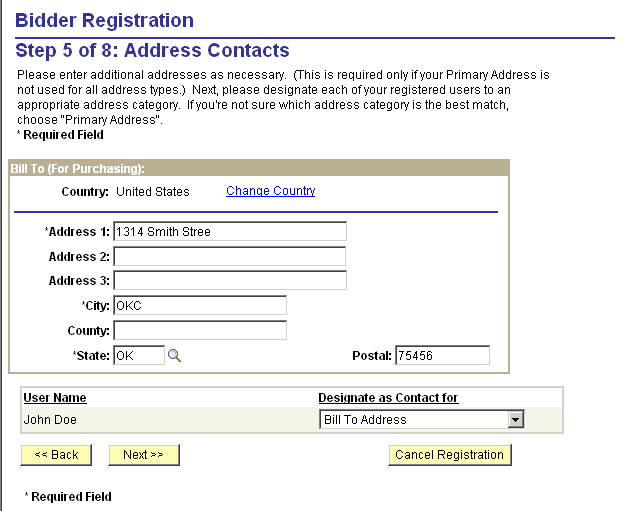 Bidder Registration
Step 5 of 8: Address Contacts
Please enter additional addresses as necessary. (This is required only if your Primary Address is
not used for all address types.) Next, please designate each of your registered users to an
appropriate address category. If you're not sure which address category is the best match,
choose "Primary Address".
* Required Field
Bill To (For Purchasing):
Country: United States Change Country
*Address 1: 1314 Smith Stree
Address 2:
Address 3:
*City: OKC
County:
*State: OK Postal: 75456
User Name Designate as Contact for
John Doe Bill To Address
<< Back Next >> Cancel Registration
* Required Field